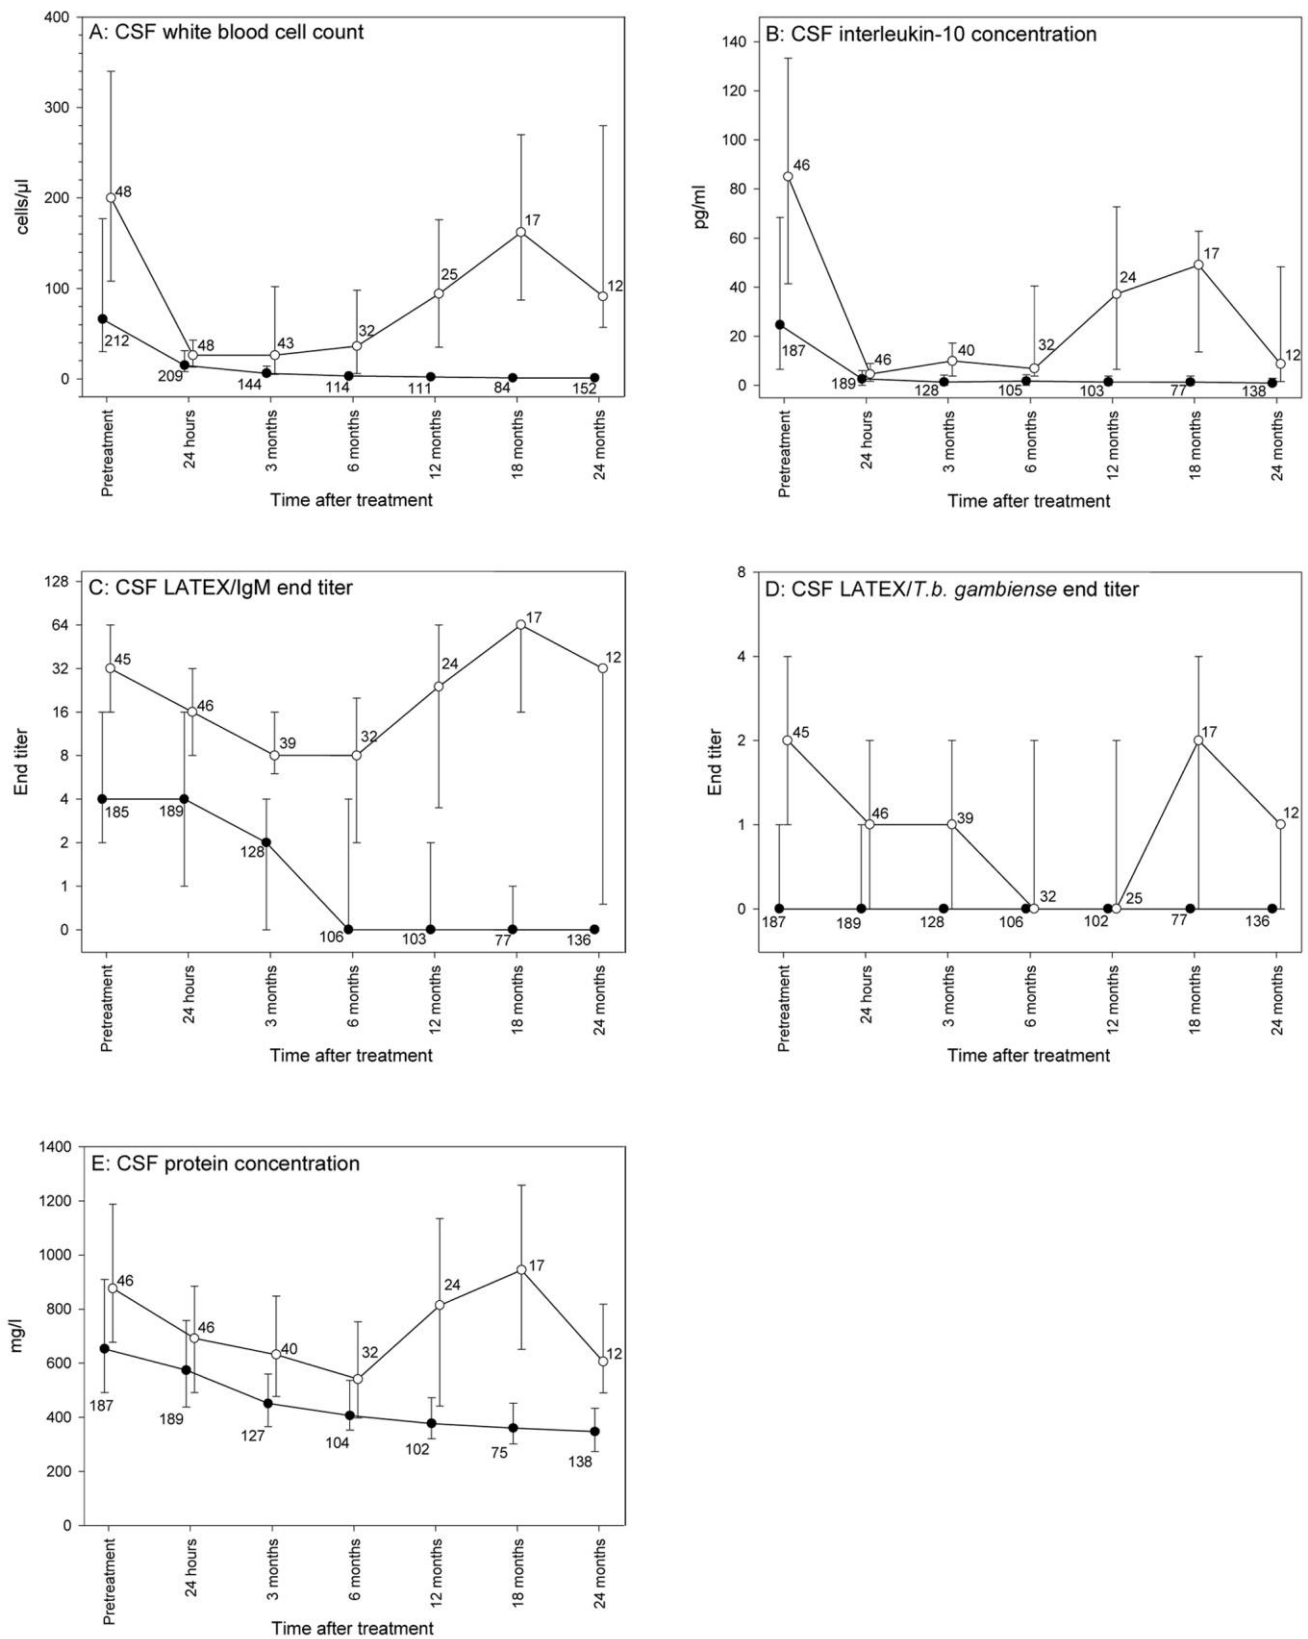 A: CSF white blood cell count
400
300
200
100
0
cells/µl
48
48
43
32
25
17
12
212
209
144
114
111
84
152
Pretreatment
24 hours
3 months
6 months
12 months
18 months
24 months
Time after treatment
B: CSF interleukin-10 concentration
140
120
100
80
60
40
20
0
pg/ml
46
46
40
32
24
17
12
187
189
128
105
103
77
138
Pretreatment
24 hours
3 months
6 months
12 months
18 months
24 months
Time after treatment
C: CSF LATEX/IgM end titer
128
64
32
16
8
4
2
1
0
End titer
45
46
39
32
24
17
12
185
189
128
106
103
77
136
Pretreatment
24 hours
3 months
6 months
12 months
18 months
24 months
Time after treatment
D: CSF LATEX/T.b. gambiense end titer
8
4
2
1
0
End titer
45
46
39
32
25
17
12
187
189
128
106
102
77
136
Pretreatment
24 hours
3 months
6 months
12 months
18 months
24 months
Time after treatment
E: CSF protein concentration
1400
1200
1000
800
600
400
200
0
mg/l
46
46
40
32
24
17
12
187
189
127
104
102
75
138
Pretreatment
24 hours
3 months
6 months
12 months
18 months
24 months
Time after treatment